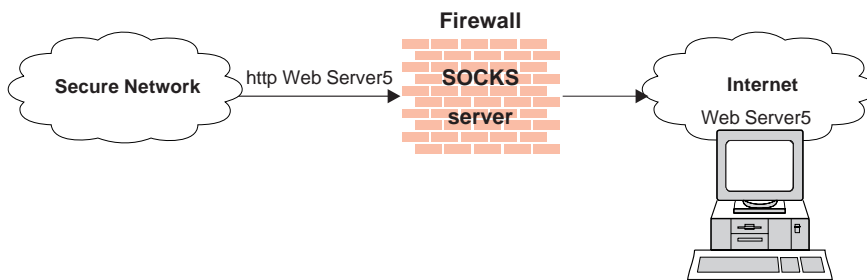 Firewall
Secure Network
http Web Server5
SOCKS
server
Internet
Web Server5